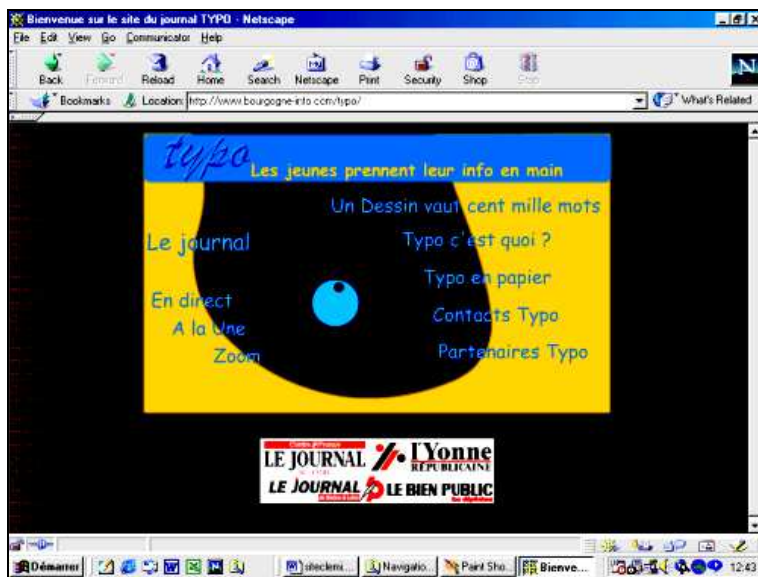 Bienvenue sur le site du journal TYPO - Netscape
File Edit View Go Communicator Help
Back Forward Reload Home Search Netscape Print Security Shop Stop
Bookmarks Location: http://www.bourgogne-info.com/typo/ What's Related
typo
Les jeunes prennent leur info en main
Un Dessin vaut cent mille mots
Le journal
Typo c'est quoi ?
Typo en papier
En direct
Contacts Typo
A la Une
Partenaires Typo
Zoom
LE JOURNAL
l'Yonne
RÉPUBLICAINE
LE JOURNAL
LE BIEN PUBLIC
Démarrer siteclemi... Navigatio... Paint Sho... Bienve... 12:43